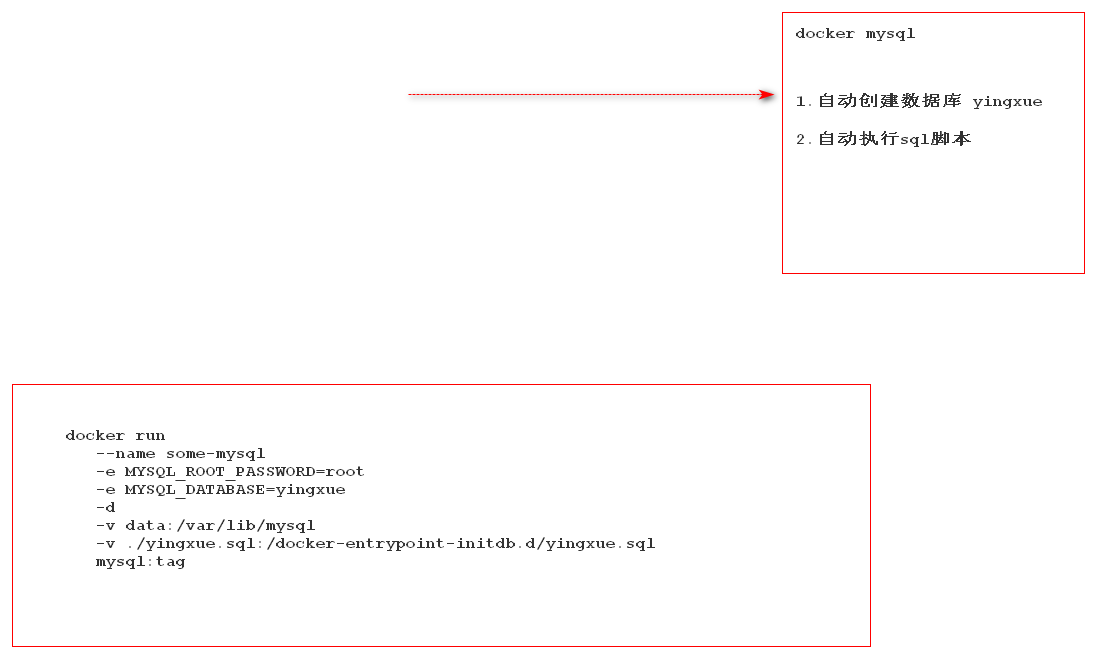 docker mysql
1.自动创建数据库 yingxue
2.自动执行sql脚本
docker run
--name some-mysql
-e MYSQL_ROOT_PASSWORD=root
-e MYSQL_DATABASE=yingxue
-d
-v data:/var/lib/mysql
-v ./yingxue.sql:/docker-entrypoint-initdb.d/yingxue.sql
mysql:tag